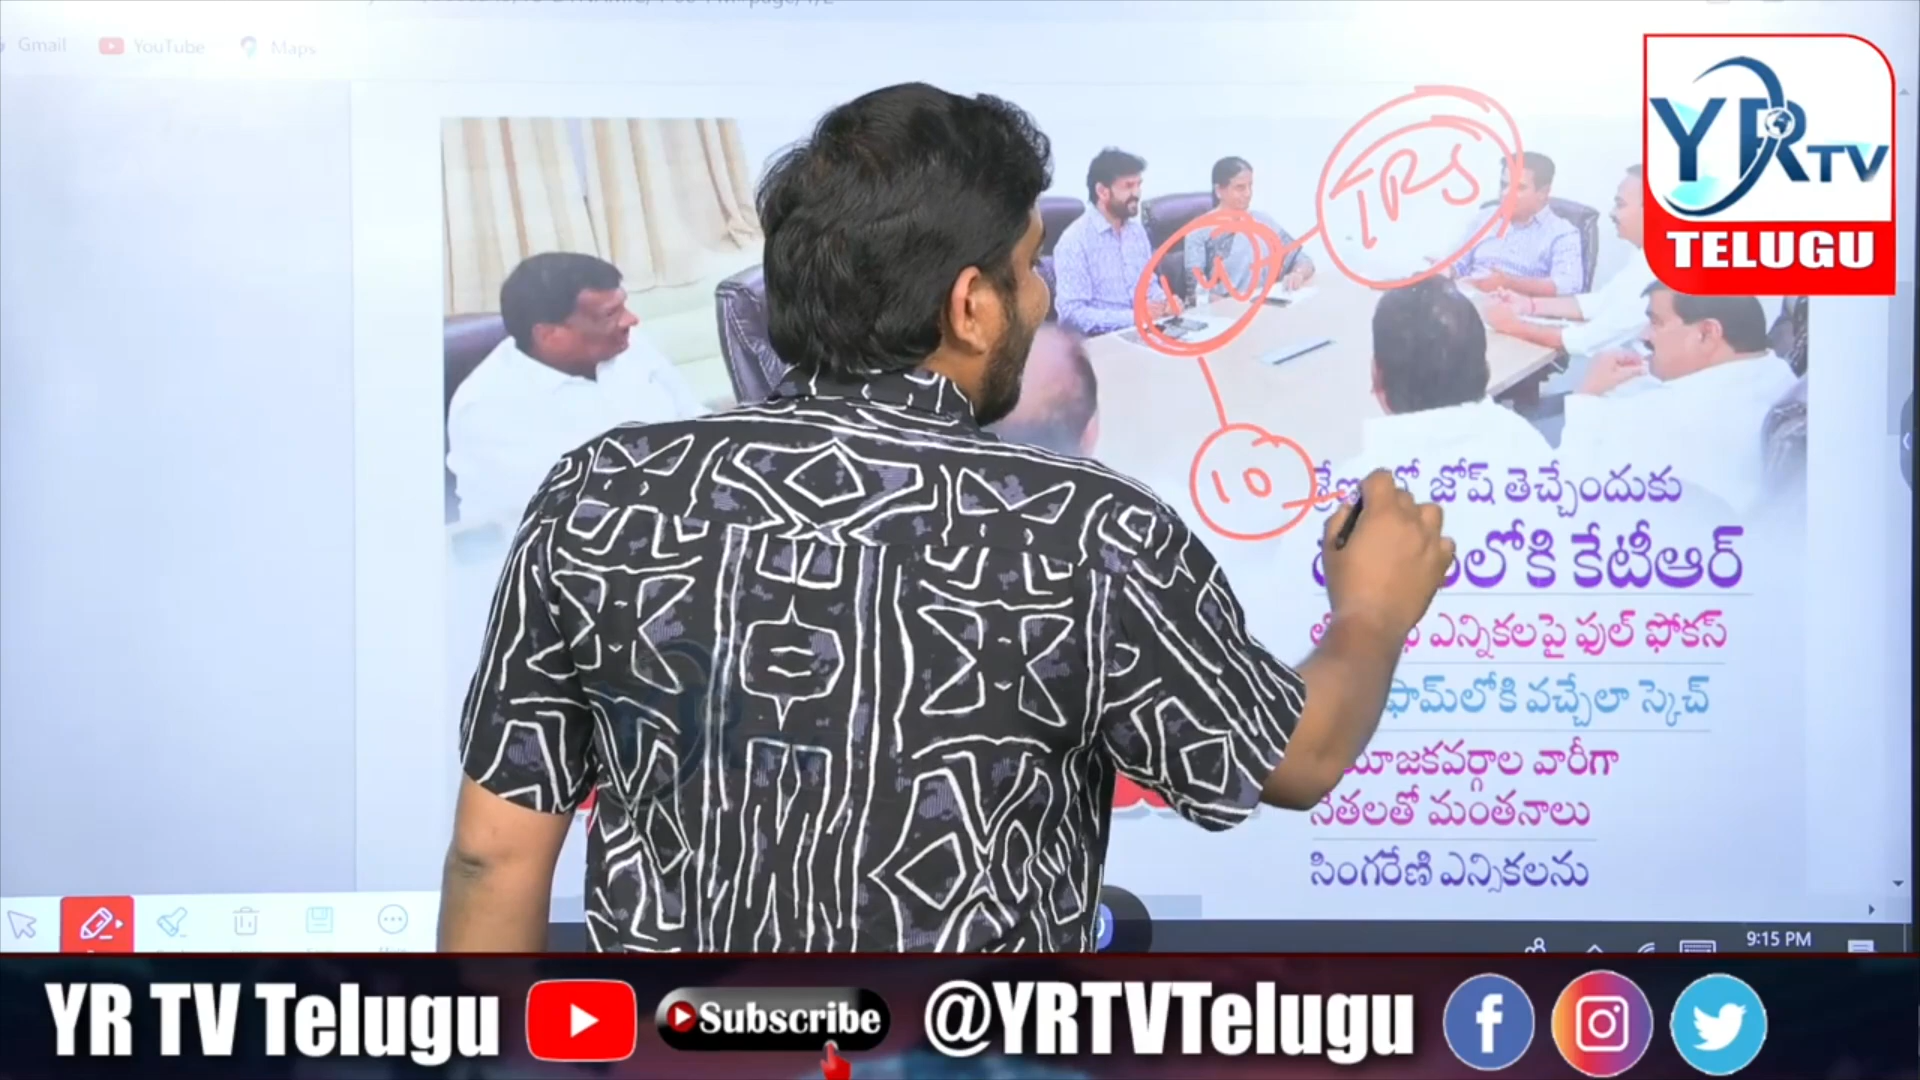 Gmail
YouTube
Maps
YR TV
TELUGU
TRS
10
జోష్ తెచ్చేందుకు
కేటీఆర్
ఎన్నికలపై ఫుల్ ఫోకస్
వచ్చేలా స్కెచ్
వారీగా
నేతలతో మంతనాలు
సింగరేణి ఎన్నికలను
9:15 PM
YR TV Telugu
Subscribe
@YRTVTelugu